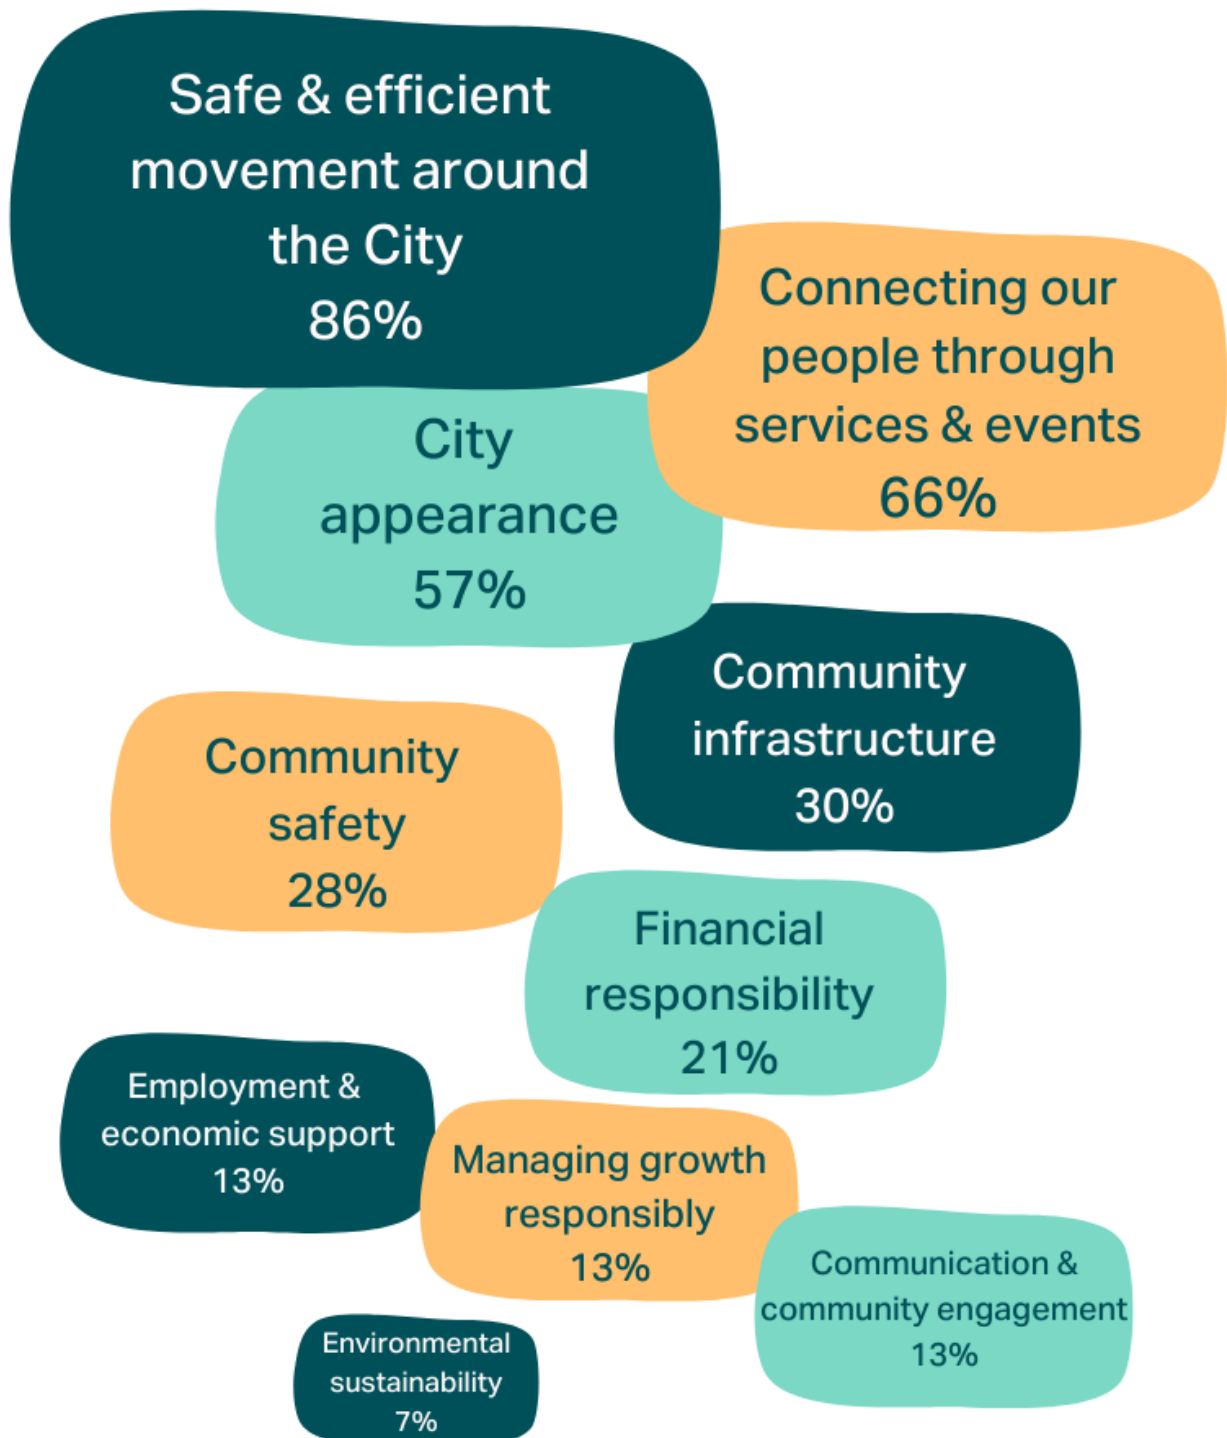 Safe & efficient
movement around
the City
86%
Connecting our
people through
services & events
66%
City
appearance
57%
Community
infrastructure
30%
Community
safety
28%
Financial
responsibility
21%
Employment &
economic support
13%
Managing growth
responsibly
13%
Communication &
community engagement
13%
Environmental
sustainability
7%